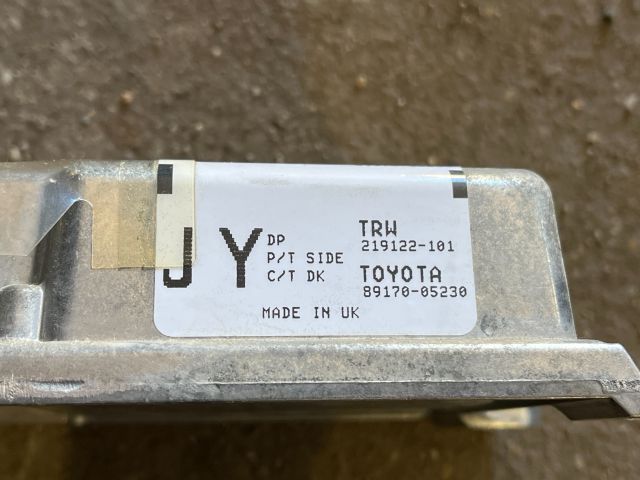 J Y
DP
P/T SIDE
C/T DK
TRW
219122-101
TOYOTA
89170-05230
MADE IN UK